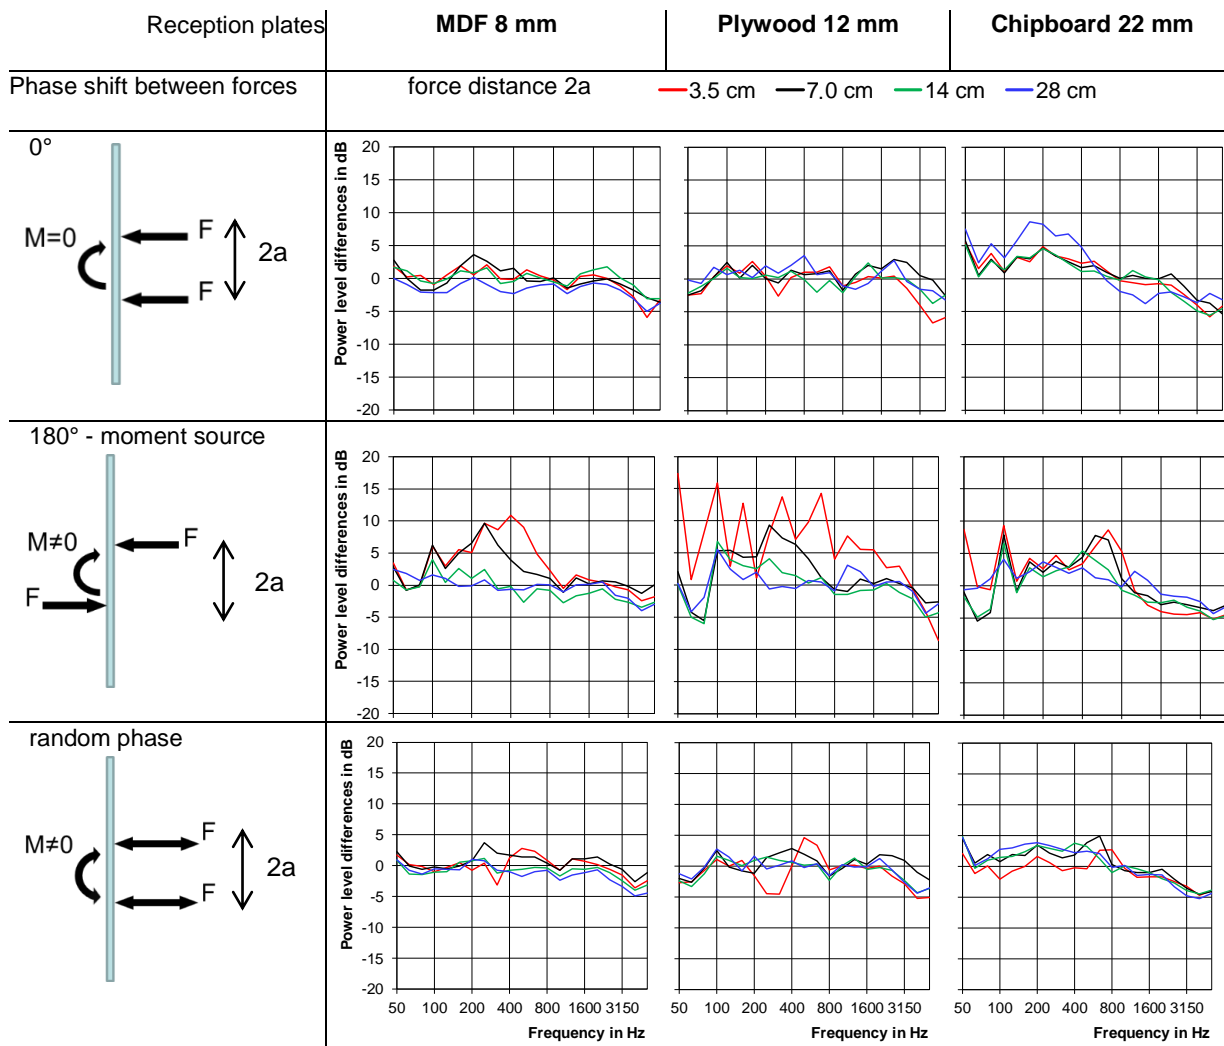 Reception plates MDF 8 mm Plywood 12 mm Chipboard 22 mm
Phase shift between forces force distance 2a 3.5 cm 7.0 cm 14 cm 28 cm
0°
M=0
F
F
2a
Power level differences in dB
20
15
10
5
0
-5
-10
-15
-20
180° - moment source
M≠0
F
F
2a
Power level differences in dB
20
15
10
5
0
-5
-10
-15
-20
random phase
M≠0
F
F
2a
Power level differences in dB
20
15
10
5
0
-5
-10
-15
-20
50 100 200 400 800 1600 3150
Frequency in Hz
50 100 200 400 800 1600 3150
Frequency in Hz
50 100 200 400 800 1600 3150
Frequency in Hz